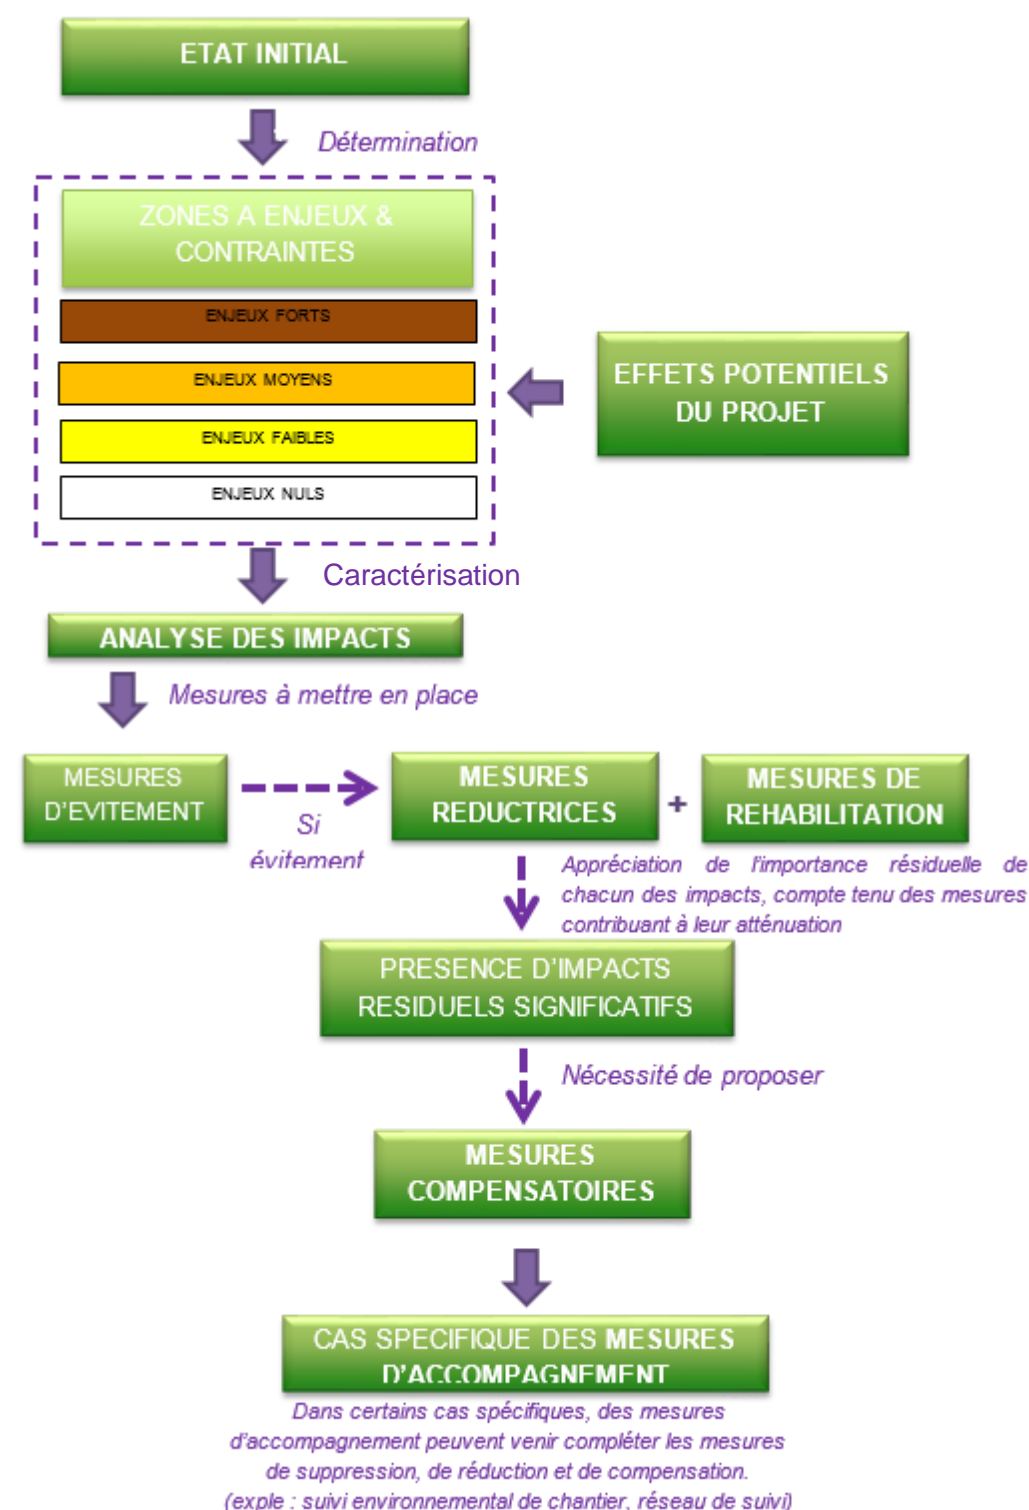 ETAT INITIAL
Détermination
ZONES A ENJEUX &
CONTRAINTES
ENJEUX FORTS
ENJEUX MOYENS
ENJEUX FAIBLES
ENJEUX NULS
EFFETS POTENTIELS
DU PROJET
Caractérisation
ANALYSE DES IMPACTS
Mesures à mettre en place
MESURES
D'EVITEMENT
Si
évitement
MESURES
REDUCTRICES
+
MESURES DE
REHABILITATION
Appréciation de l'importance résiduelle de
chacun des impacts, compte tenu des mesures
contribuant à leur atténuation
PRESENCE D'IMPACTS
RESIDUELS SIGNIFICATIFS
Nécessité de proposer
MESURES
COMPENSATOIRES
CAS SPECIFIQUE DES MESURES
D'ACCOMPAGNEMENT
Dans certains cas spécifiques, des mesures
d'accompagnement peuvent venir compléter les mesures
de suppression, de réduction et de compensation.
(exple : suivi environnemental de chantier, réseau de suivi)